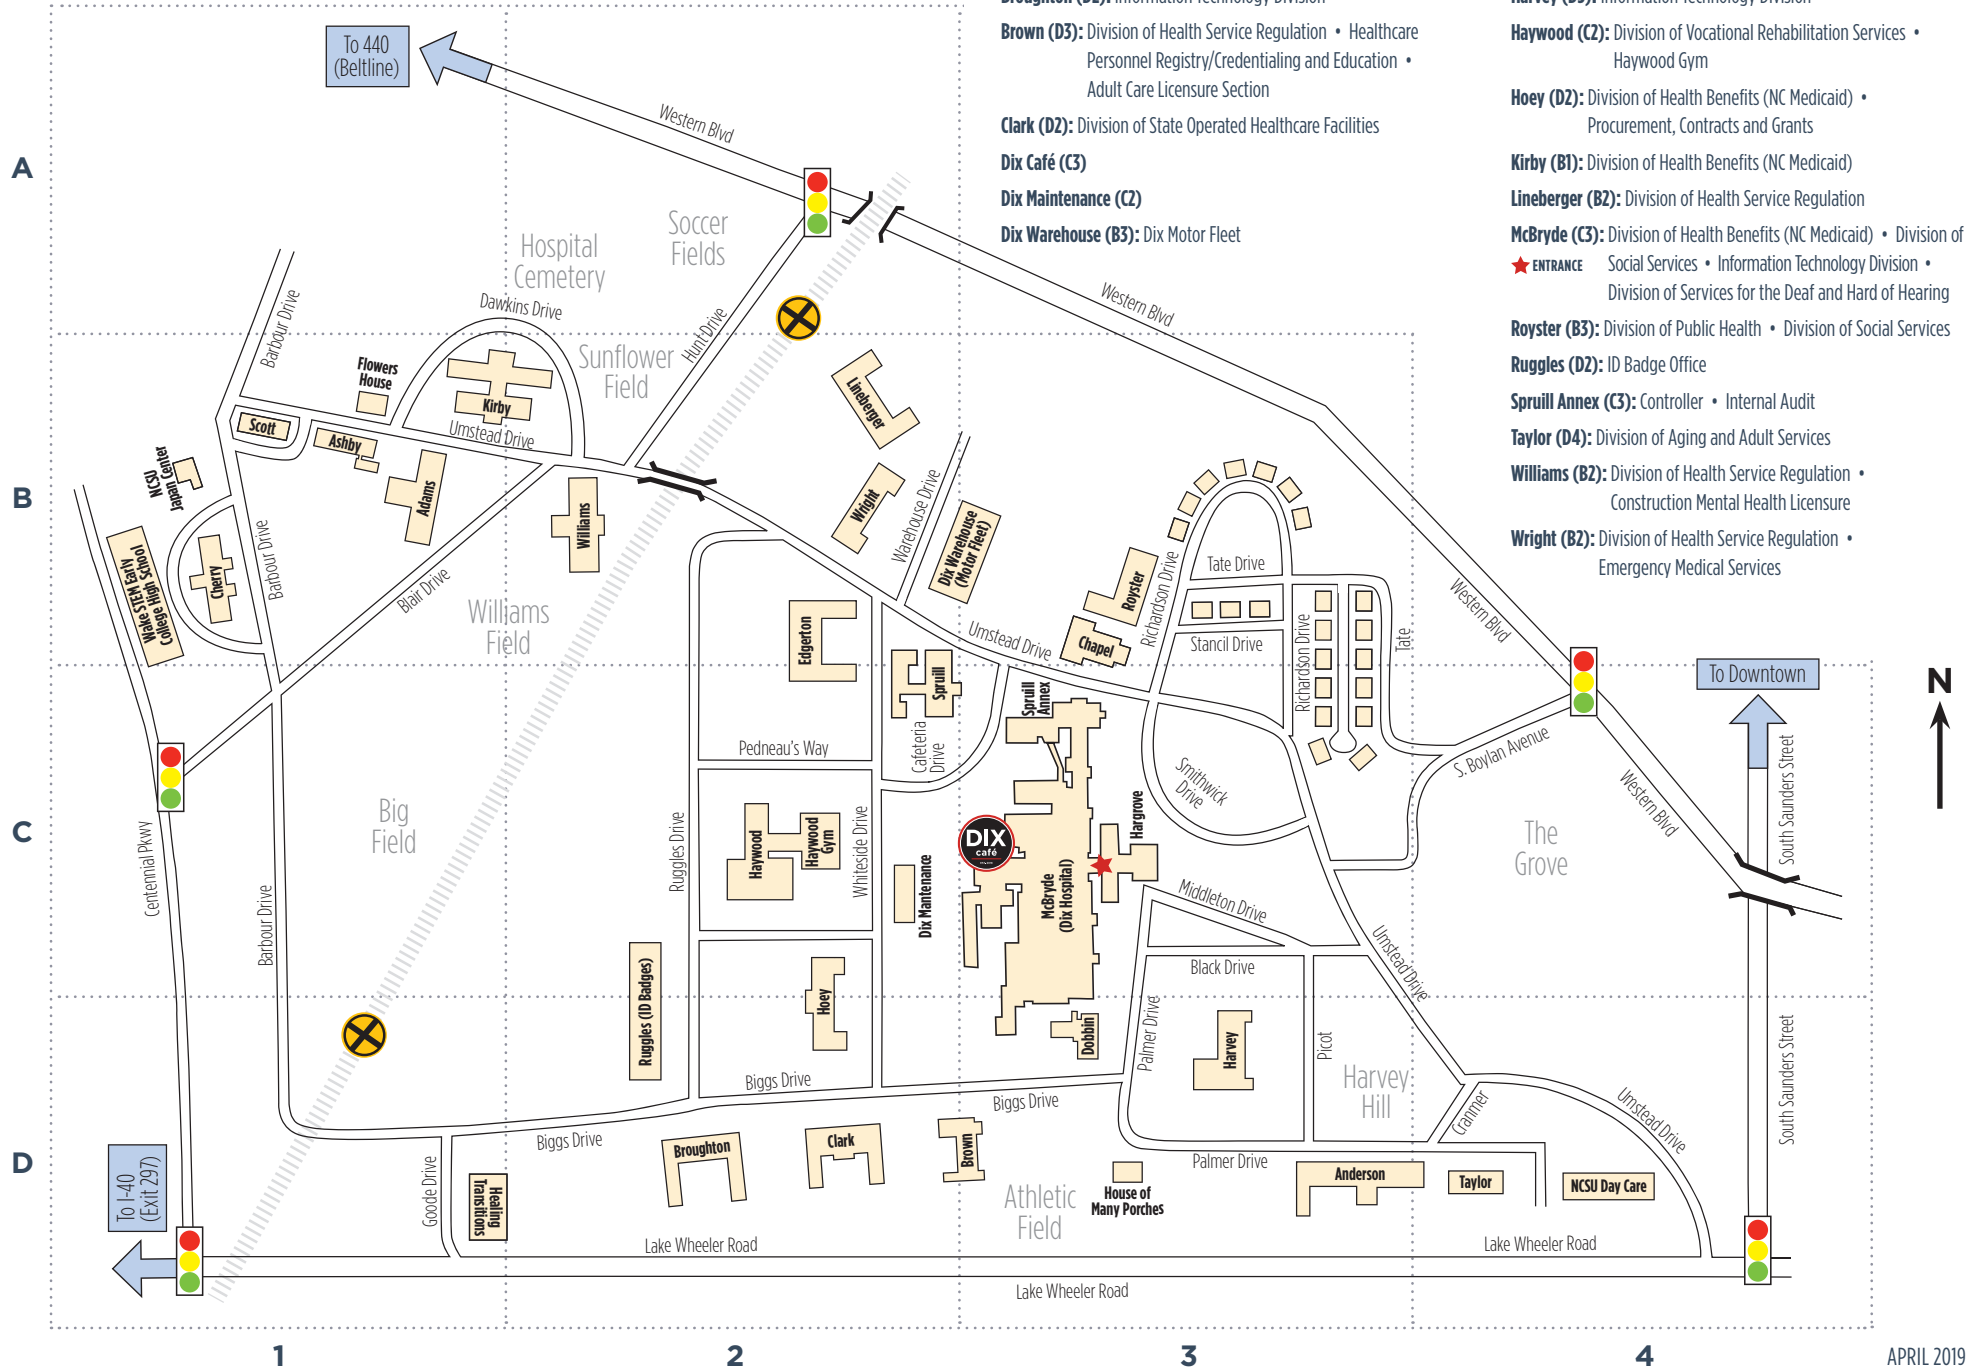 Broughton (D2): Information Technology Division
Brown (D3): Division of Health Service Regulation • Healthcare
Personnel Registry/Credentialing and Education •
Adult Care Licensure Section
Clark (D2): Division of State Operated Healthcare Facilities
Dix Café (C3)
Dix Maintenance (C2)
Dix Warehouse (B3): Dix Motor Fleet
Harvey (D3): Information Technology Division
Haywood (C2): Division of Vocational Rehabilitation Services •
Haywood Gym
Hoey (D2): Division of Health Benefits (NC Medicaid) •
Procurement, Contracts and Grants
Kirby (B1): Division of Health Benefits (NC Medicaid)
Lineberger (B2): Division of Health Service Regulation
McBryde (C3): Division of Health Benefits (NC Medicaid) • Division of
ENTRANCE Social Services • Information Technology Division •
Division of Services for the Deaf and Hard of Hearing
Royster (B3): Division of Public Health • Division of Social Services
Ruggles (D2): ID Badge Office
Spruill Annex (C3): Controller • Internal Audit
Taylor (D4): Division of Aging and Adult Services
Williams (B2): Division of Health Service Regulation •
Construction Mental Health Licensure
Wright (B2): Division of Health Service Regulation •
Emergency Medical Services
To 440
(Beltline)
Western Blvd
A
Soccer
Fields
Hospital
Cemetery
Dawkins Drive
Barbour Drive
Hunt Drive
Western Blvd
Sunflower
Field
Flowers
House
Kirby
Lineberger
Scott
Ashby
Umstead Drive
NCSU
Japan Center
Adams
B
Williams
Wright
Warehouse Drive
Dix Warehouse
(Motor Fleet)
Wake STEM Early
College High School
Cherry
Barbour Drive
Blair Drive
Williams
Field
Edgerton
Umstead Drive
Royster
Chapel
Richardson Drive
Tate Drive
Stancil Drive
Richardson Drive
Tate
Western Blvd
To Downtown
N
Spruill
Spruill
Annex
Pedneau's Way
Cafeteria
Drive
Smithwick
Drive
S. Boylan Avenue
South Saunders Street
Western Blvd
Big
Field
C
Centennial Pkwy
Ruggles Drive
Haywood
Haywood
Gym
Whiteside Drive
Dix Mantenance
DIX
café
McBryde
(Dix Hospital)
Hargrove
The
Grove
Middleton Drive
Barbour Drive
Black Drive
Umstead Drive
Ruggles (ID Badges)
Hoey
Dobbin
Palmer Drive
Harvey
Picot
Harvey
Hill
South Saunders Street
Biggs Drive
Biggs Drive
Biggs Drive
Cranmer
Umstead Drive
D
To I-40
(Exit 297)
Goode Drive
Healing
Transitions
Broughton
Clark
Brown
Athletic
Field
House of
Many Porches
Palmer Drive
Anderson
Taylor
NCSU Day Care
Lake Wheeler Road
Lake Wheeler Road
Lake Wheeler Road
1
2
3
4
APRIL 2019